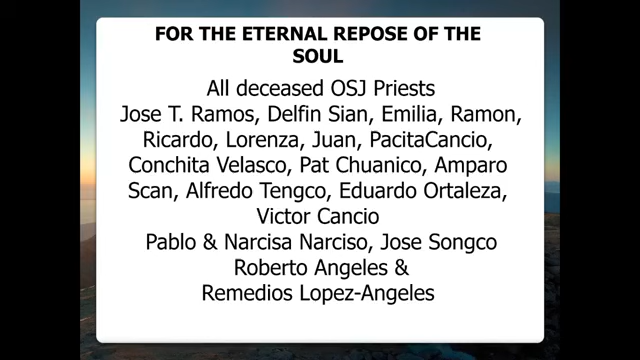 FOR THE ETERNAL REPOSE OF THE
SOUL
All deceased OSJ Priests
Jose T. Ramos, Delfin Sian, Emilia, Ramon,
Ricardo, Lorenza, Juan, PacitaCancio,
Conchita Velasco, Pat Chuanico, Amparo
Scan, Alfredo Tengco, Eduardo Ortaleza,
Victor Cancio
Pablo & Narcisa Narciso, Jose Songco
Roberto Angeles &
Remedios Lopez-Angeles